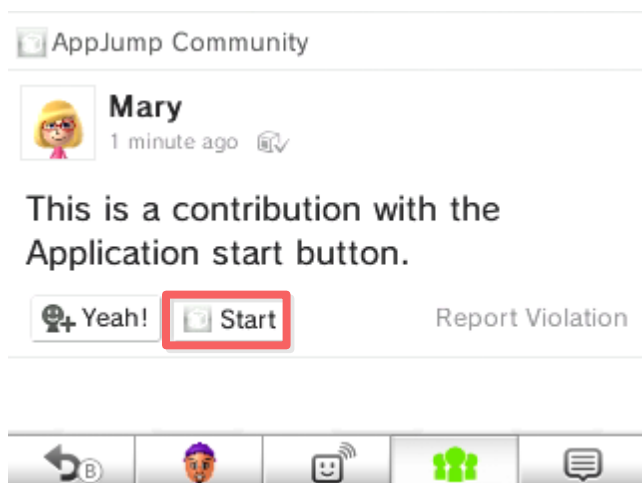 AppJump Community
Mary
1 minute ago
This is a contribution with the
Application start button.
Yeah! Start Report Violation
B